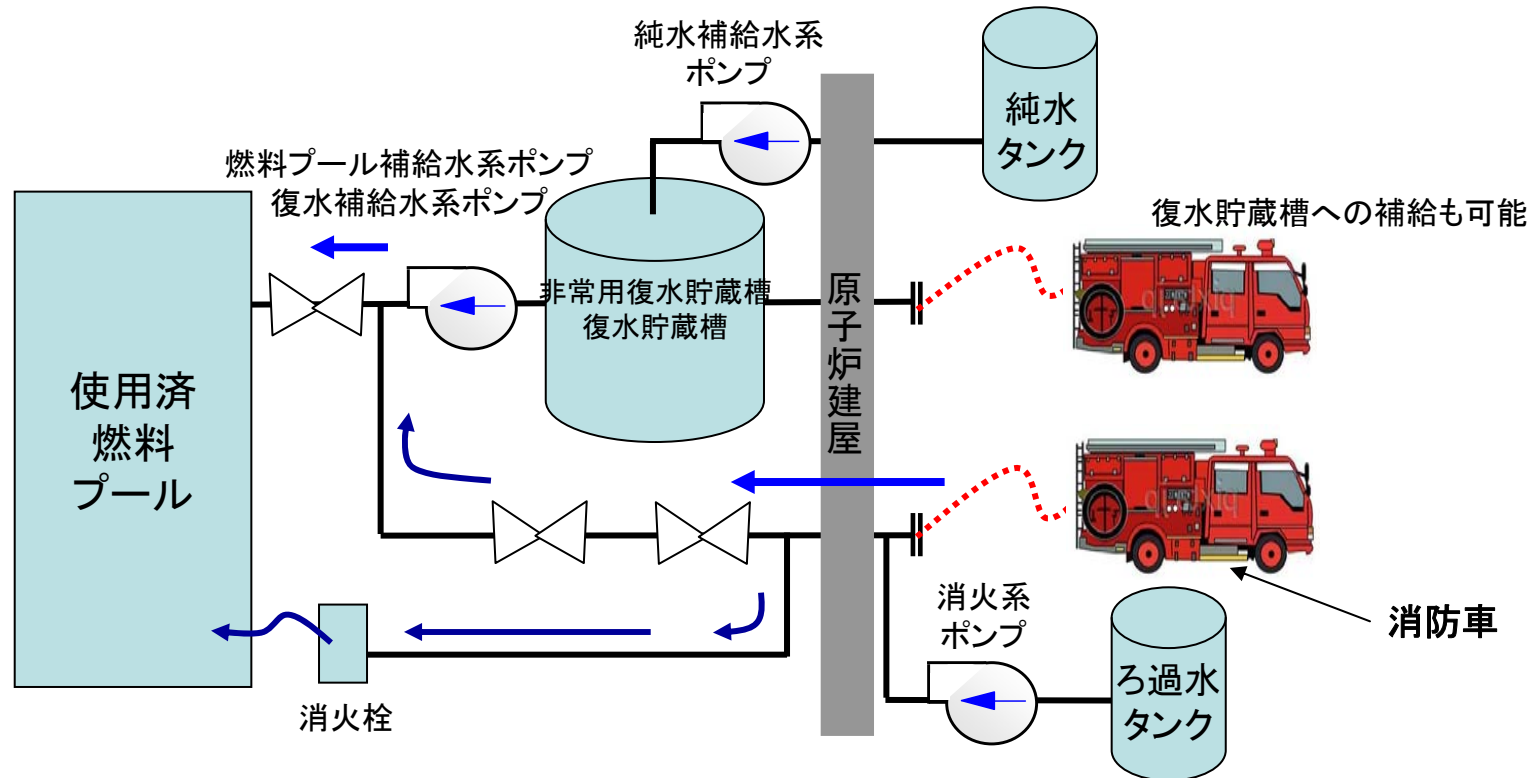 純水補給水系
ポンプ
純水
タンク
燃料プール補給水系ポンプ
復水補給水系ポンプ
復水貯蔵槽への補給も可能
非常用復水貯蔵槽
復水貯蔵槽
原子炉建屋
使用済
燃料
プール
消火系
ポンプ
消防車
ろ過水
タンク
消火栓